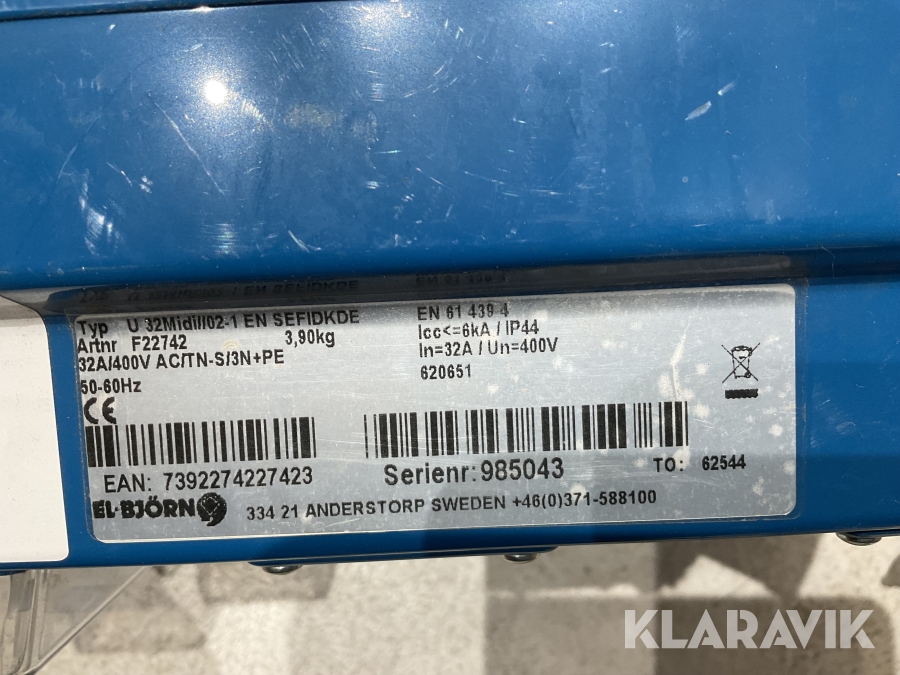 Typ U 32Midi//02-1 EN SEFIDKDE
Artnr F22742 3,90kg
32A/400V AC/TN-S/3N+PE
50-60Hz
CE
EN 61 439-4
Icc<=6kA / IP44
In=32A / Un=400V
620651
EAN: 7392274227423
Serienr: 985043
TO: 62544
EL-BJÖRN
334 21 ANDERSTORP SWEDEN +46(0)371-588100
KLARAVIK